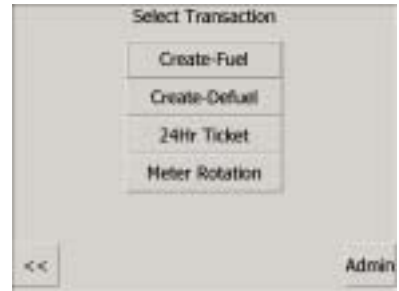 Select Transaction
Create-Fuel
Create-Defuel
24Hr Ticket
Meter Rotation
<< Admin